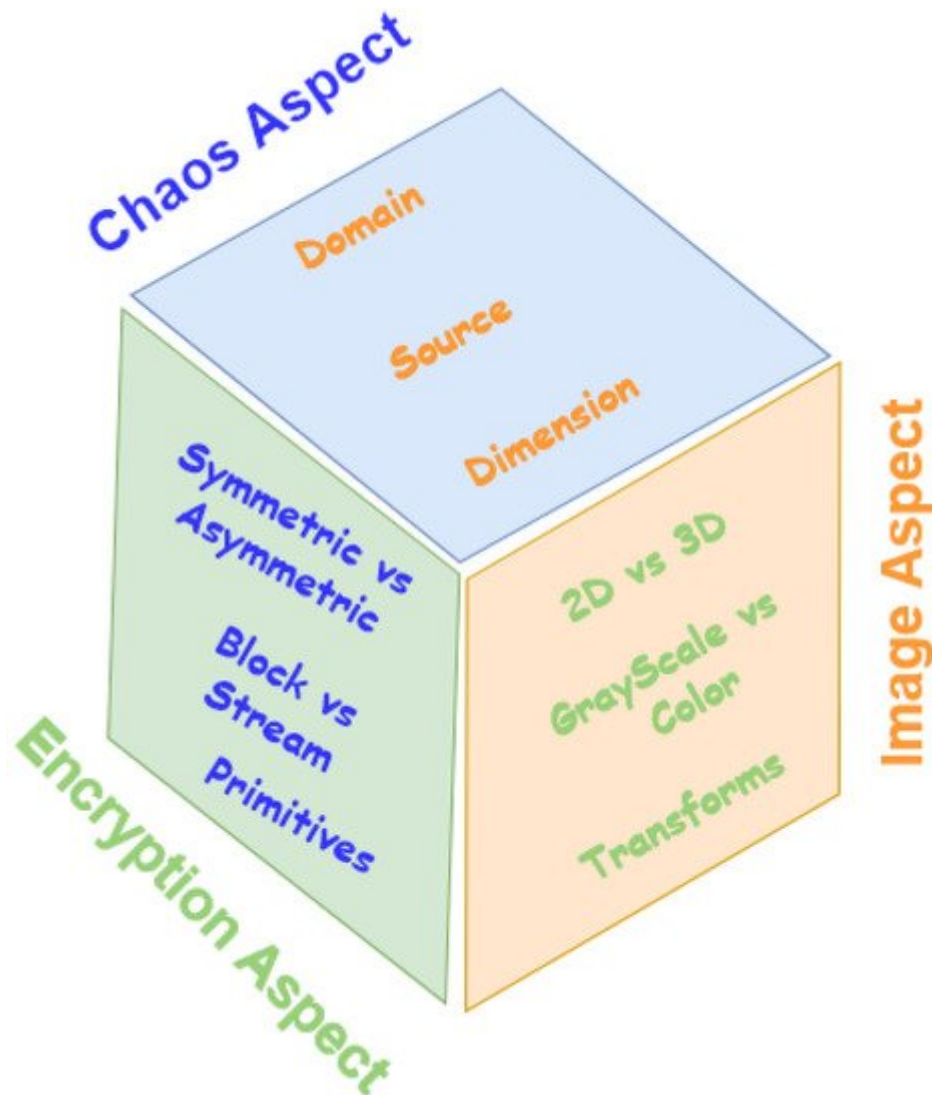 Chaos Aspect
Domain
Source
Dimension
Symmetric vs
Asymmetric
Block vs
Stream
Primitives
Encryption Aspect
2D vs 3D
GrayScale vs
Color
Transforms
Image Aspect